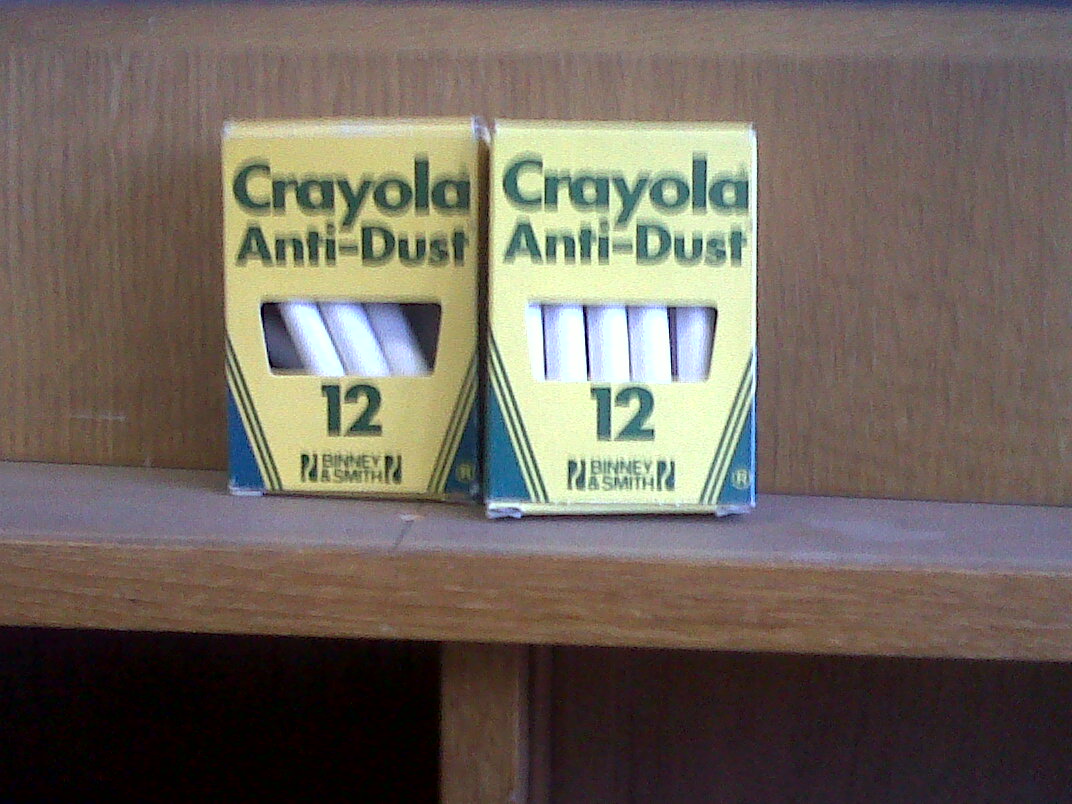 Crayola
Anti-Dust
12
BINNEY
& SMITH
®
Crayola
Anti-Dust
12
BINNEY
& SMITH
®